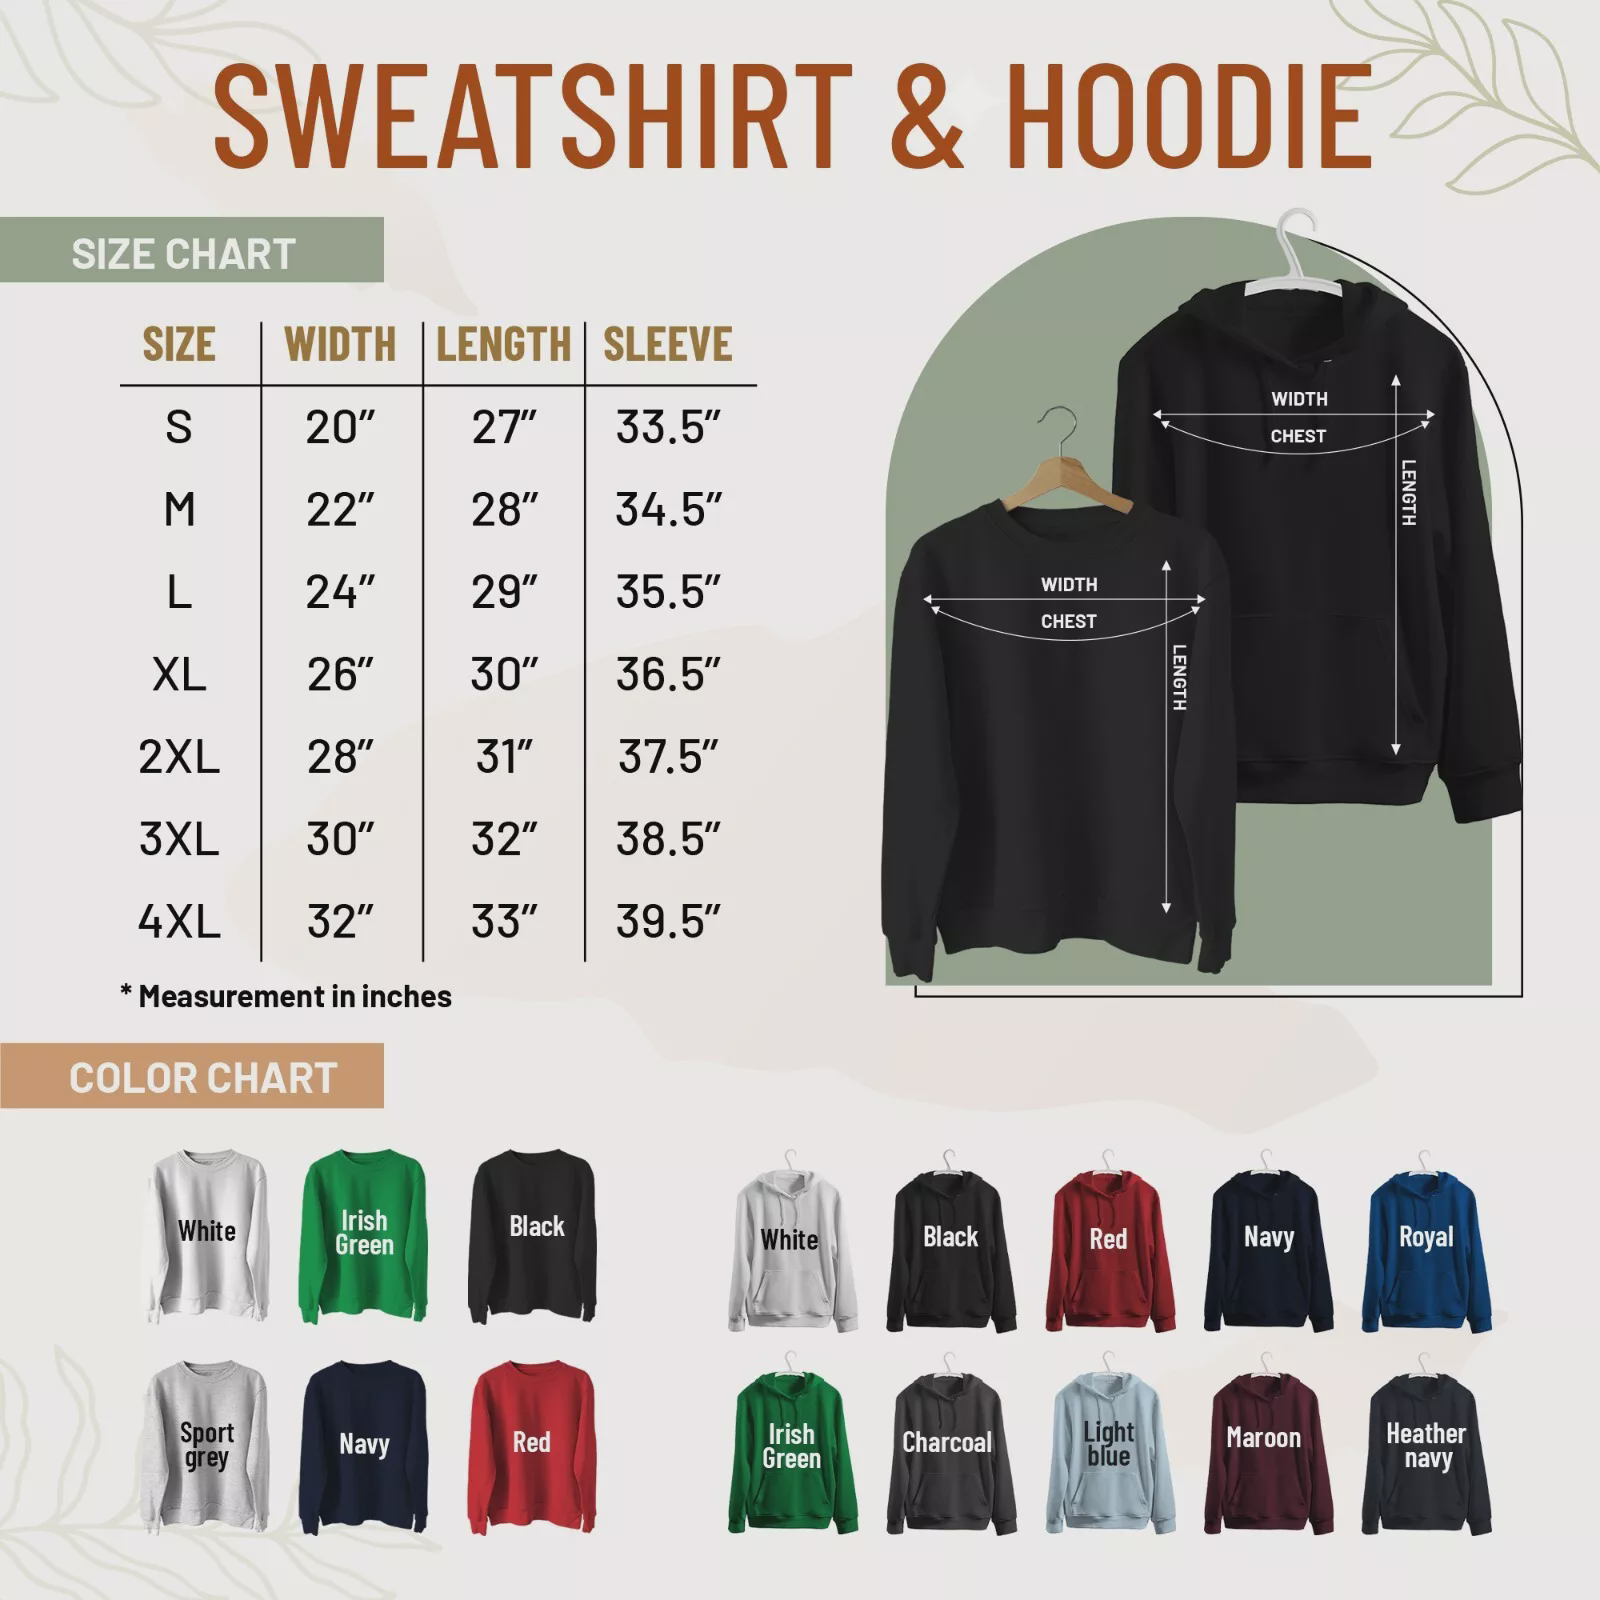 SWEATSHIRT & HOODIE
SIZE CHART
SIZE WIDTH LENGTH SLEEVE
S 20″ 27″ 33.5″
M 22″ 28″ 34.5″
L 24″ 29″ 35.5″
XL 26″ 30″ 36.5″
2XL 28″ 31″ 37.5″
3XL 30″ 32″ 38.5″
4XL 32″ 33″ 39.5″
* Measurement in inches
WIDTH
CHEST
LENGTH
WIDTH
CHEST
LENGTH
COLOR CHART
White
Irish
Green
Black
Sport
grey
Navy
Red
White
Black
Red
Navy
Royal
Irish
Green
Charcoal
Light
blue
Maroon
Heather
navy